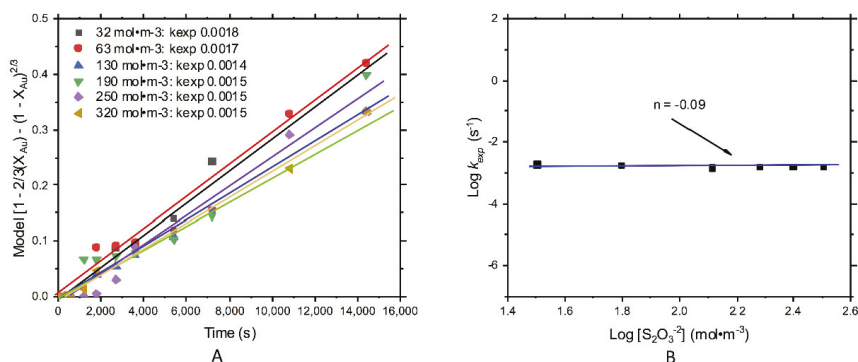 Model [1 - 2/3(X_Au) - (1 - X_Au)^2/3
0.5
0.4
0.3
0.2
0.1
0.0
32 mol•m-3: kexp 0.0018
63 mol•m-3: kexp 0.0017
130 mol•m-3: kexp 0.0014
190 mol•m-3: kexp 0.0015
250 mol•m-3: kexp 0.0015
320 mol•m-3: kexp 0.0015
0 2,000 4,000 6,000 8,000 10,000 12,000 14,000 16,000
Time (s)
A
Log k_exp (s^-1)
0
-2
-4
-6
n = -0.09
1.4 1.6 1.8 2.0 2.2 2.4 2.6
Log [S₂O₃⁻²] (mol•m⁻³)
B